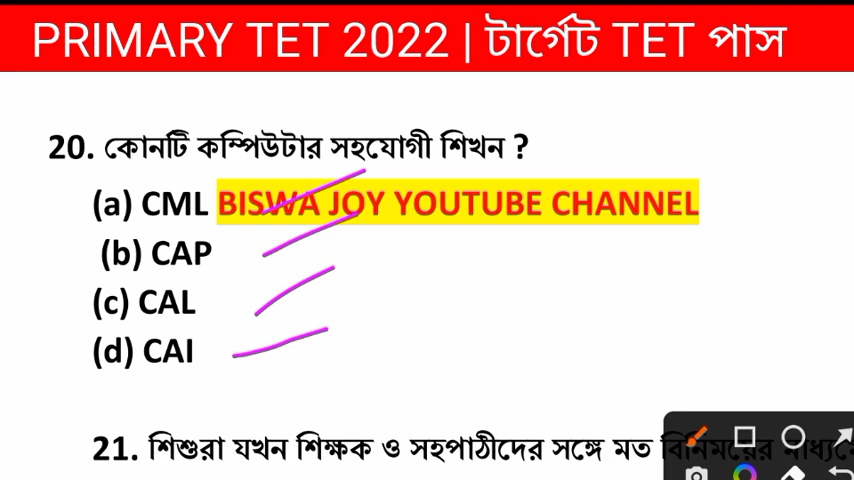 PRIMARY TET 2022 | টার্গেট TET পাস
20. কোনটি কম্পিউটার সহযোগী শিখন ?
(a) CML BISWA JOY YOUTUBE CHANNEL
(b) CAP
(c) CAL
(d) CAI
21. শিশুরা যখন শিক্ষক ও সহপাঠীদের সঙ্গে মত বিনিময়ের